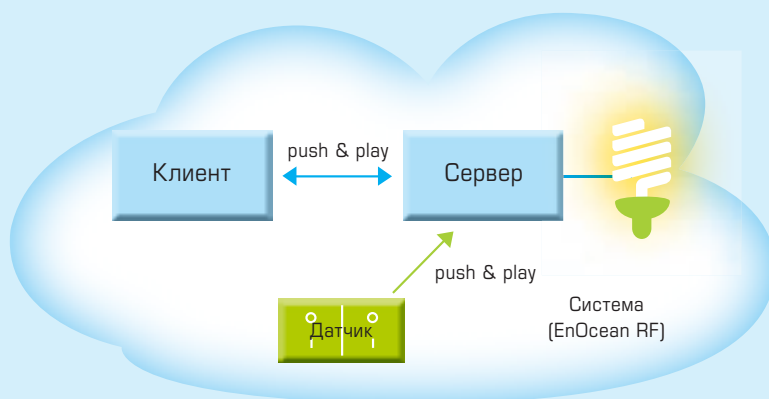 push & play
Клиент
Сервер
push & play
Датчик
Система
(EnOcean RF)